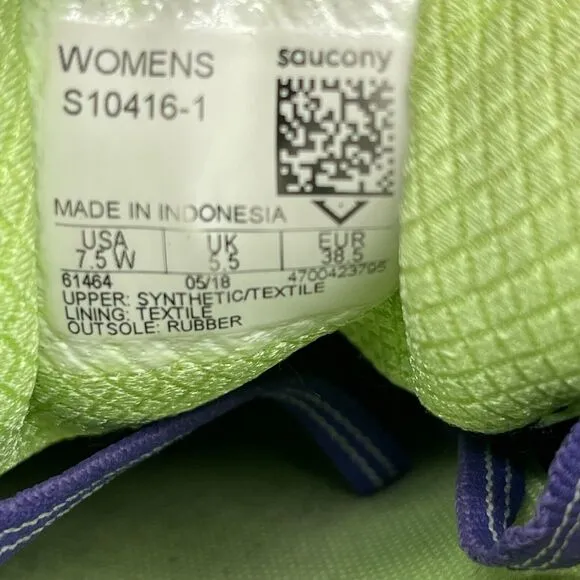 WOMENS saucony
S10416-1
MADE IN INDONESIA
USA UK EUR
7.5 W 5.5 38.5
61464 05/18 4700423795
UPPER: SYNTHETIC/TEXTILE
LINING: TEXTILE
OUTSOLE: RUBBER